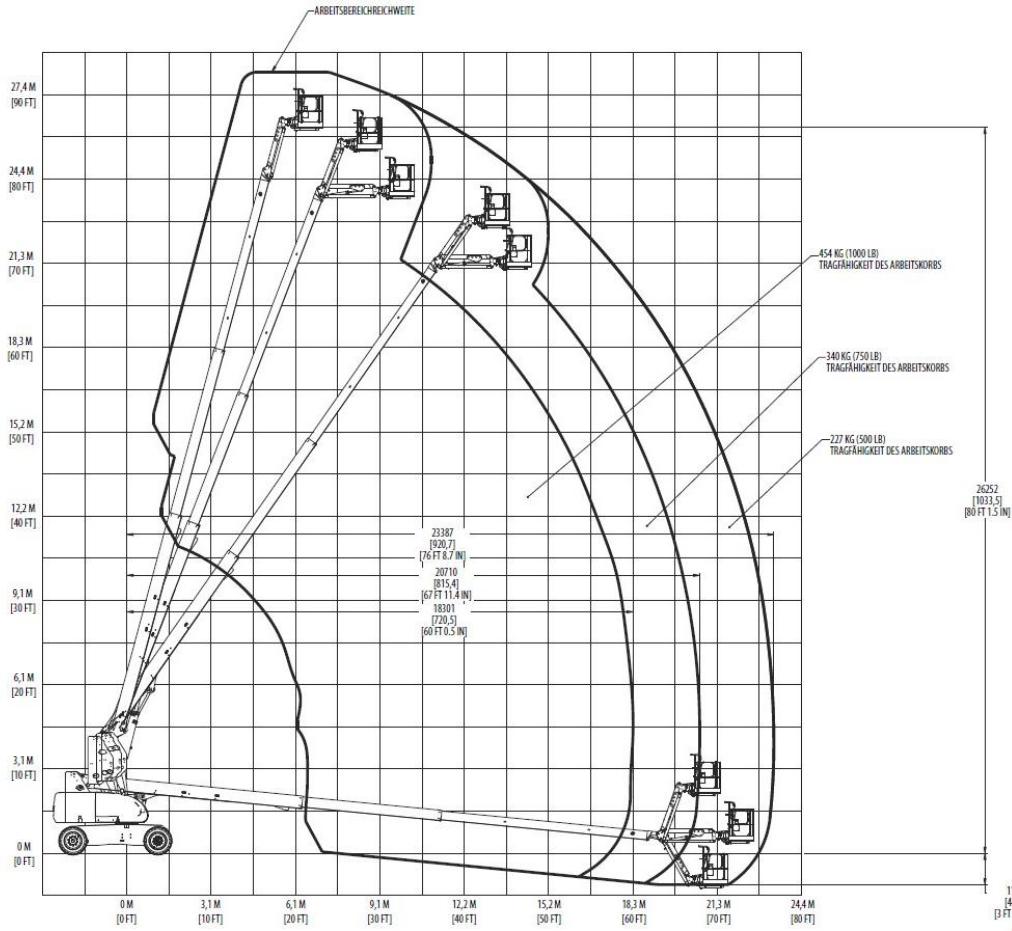 ARBEITSBEREICHREICHWEITE
27,4 M
[90 FT]
24,4 M
[80 FT]
21,3 M
[70 FT]
18,3 M
[60 FT]
15,2 M
[50 FT]
12,2 M
[40 FT]
9,1 M
[30 FT]
6,1 M
[20 FT]
3,1 M
[10 FT]
0 M
[0 FT]
454 KG (1000 LB)
TRAGFÄHIGKEIT DES ARBEITSKORBS
340 KG (750 LB)
TRAGFÄHIGKEIT DES ARBEITSKORBS
227 KG (500 LB)
TRAGFÄHIGKEIT DES ARBEITSKORBS
23387
[920,7]
[76 FT 8.7 IN]
20710
[815,4]
[67 FT 11.4 IN]
18301
[720,5]
[60 FT 0.5 IN]
26252
[1033,5]
[80 FT 1.5 IN]
0 M
[0 FT]
3,1 M
[10 FT]
6,1 M
[20 FT]
9,1 M
[30 FT]
12,2 M
[40 FT]
15,2 M
[50 FT]
18,3 M
[60 FT]
21,3 M
[70 FT]
24,4 M
[80 FT]
[3 FT